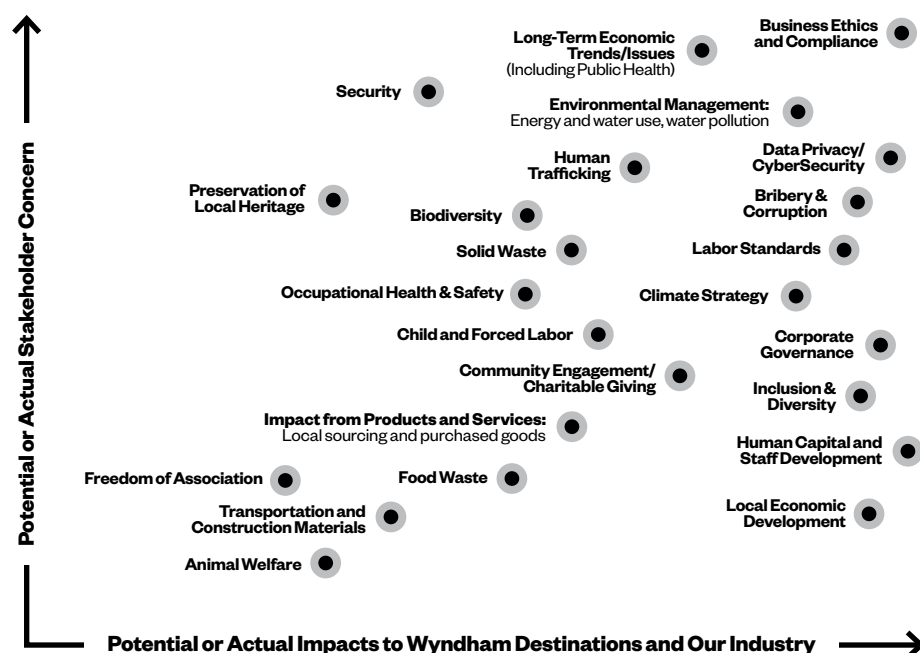 Business Ethics
and Compliance
Long-Term Economic
Trends/Issues
(Including Public Health)
Security
Environmental Management:
Energy and water use, water pollution
Data Privacy/
CyberSecurity
Human
Trafficking
Preservation of
Local Heritage
Bribery &
Corruption
Biodiversity
Solid Waste
Labor Standards
Occupational Health & Safety
Climate Strategy
Child and Forced Labor
Corporate
Governance
Community Engagement/
Charitable Giving
Inclusion &
Diversity
Impact from Products and Services:
Local sourcing and purchased goods
Human Capital and
Staff Development
Freedom of Association
Food Waste
Transportation and
Construction Materials
Local Economic
Development
Animal Welfare
Potential or Actual Stakeholder Concern
Potential or Actual Impacts to Wyndham Destinations and Our Industry